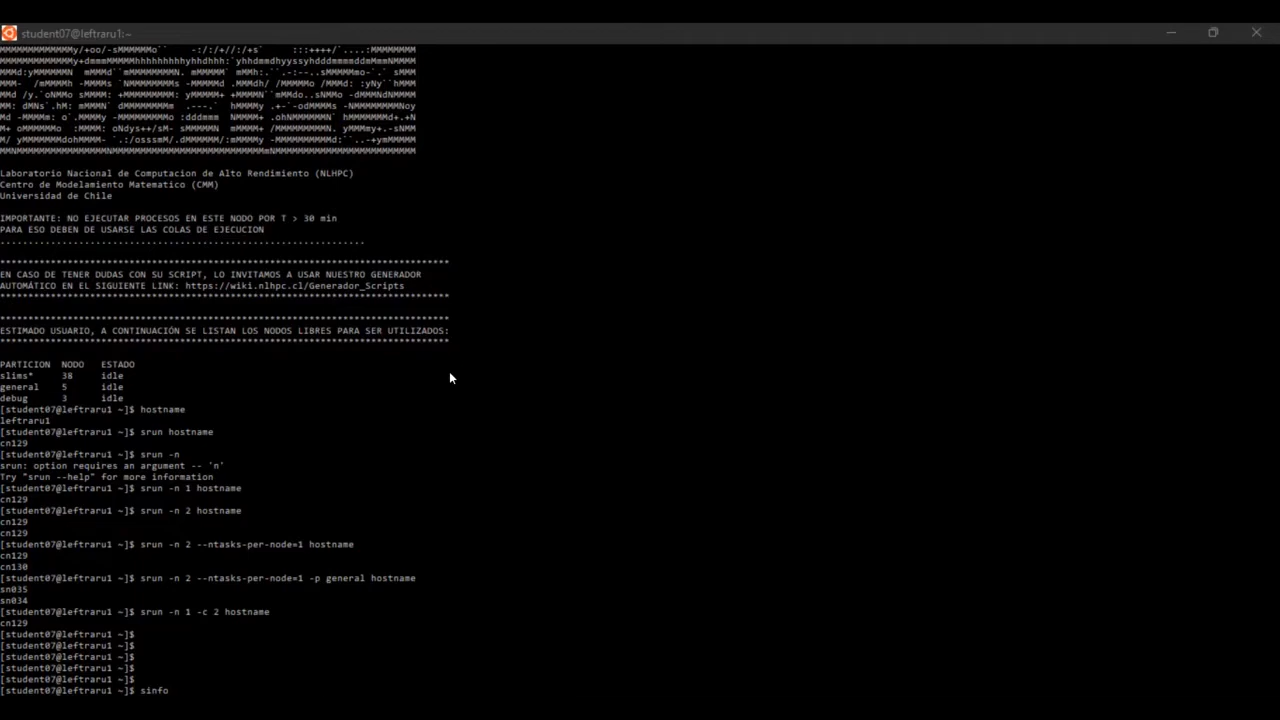 student07@leftraru1:~
Laboratorio Nacional de Computacion de Alto Rendimiento (NLHPC)
Centro de Modelamiento Matematico (CMM)
Universidad de Chile
IMPORTANTE: NO EJECUTAR PROCESOS EN ESTE NODO POR T > 30 min
PARA ESO DEBEN DE USARSE LAS COLAS DE EJECUCION
EN CASO DE TENER DUDAS CON SU SCRIPT, LO INVITAMOS A USAR NUESTRO GENERADOR
AUTOMÁTICO EN EL SIGUIENTE LINK: https://wiki.nlhpc.cl/Generador_Scripts
ESTIMADO USUARIO, A CONTINUACIÓN SE LISTAN LOS NODOS LIBRES PARA SER UTILIZADOS:
PARTICION NODO ESTADO
slims* 38 idle
general 5 idle
debug 3 idle
[student07@leftraru1 ~]$ hostname
leftraru1
[student07@leftraru1 ~]$ srun hostname
cn129
[student07@leftraru1 ~]$ srun -n
srun: option requires an argument -- 'n'
Try "srun --help" for more information
[student07@leftraru1 ~]$ srun -n 1 hostname
cn129
[student07@leftraru1 ~]$ srun -n 2 hostname
cn129
cn129
[student07@leftraru1 ~]$ srun -n 2 --ntasks-per-node=1 hostname
cn129
cn130
[student07@leftraru1 ~]$ srun -n 2 --ntasks-per-node=1 -p general hostname
sn035
sn034
[student07@leftraru1 ~]$ srun -n 1 -c 2 hostname
cn129
[student07@leftraru1 ~]$
[student07@leftraru1 ~]$
[student07@leftraru1 ~]$
[student07@leftraru1 ~]$
[student07@leftraru1 ~]$
[student07@leftraru1 ~]$ sinfo